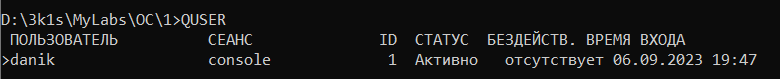 D:\3k1s\MyLabs\OC\1>QUSER
ПОЛЬЗОВАТЕЛЬ СЕАНС ID СТАТУС БЕЗДЕЙСТВ. ВРЕМЯ ВХОДА
>danik console 1 Активно отсутствует 06.09.2023 19:47